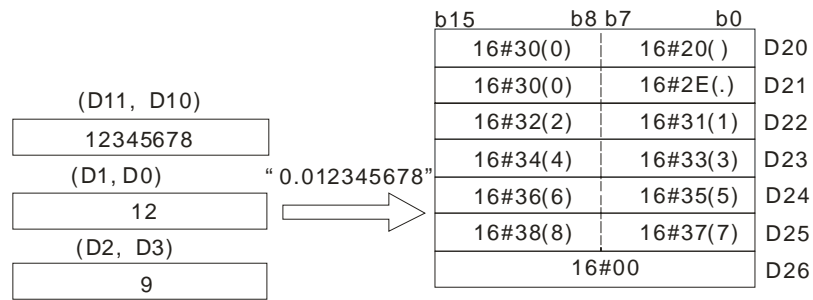 b15 b8 b7 b0
16#30(0) 16#20( ) D20
16#30(0) 16#2E(.) D21
(D11, D10)
12345678
16#32(2) 16#31(1) D22
(D1, D0)
“ 0.012345678”
16#34(4) 16#33(3) D23
12
16#36(6) 16#35(5) D24
(D2, D3)
16#38(8) 16#37(7) D25
9
16#00 D26